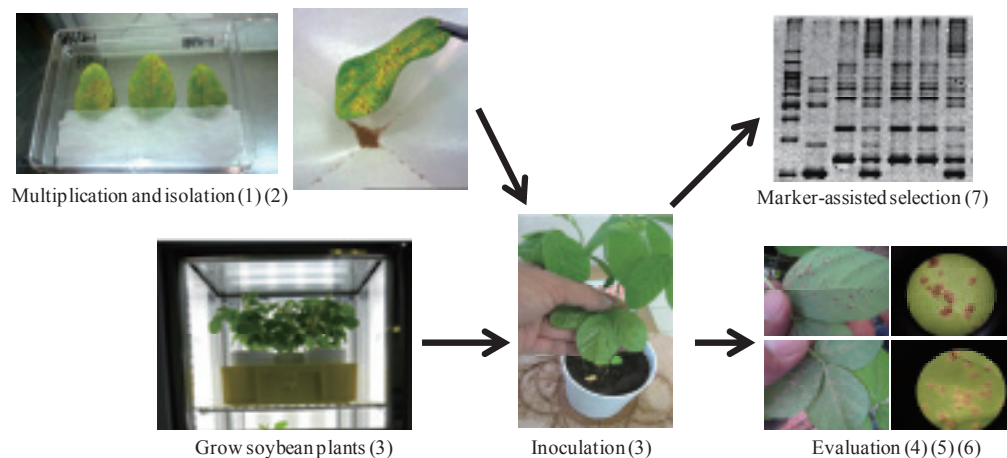 Multiplication and isolation (1) (2)
Marker-assisted selection (7)
Grow soybean plants (3)
Inoculation (3)
Evaluation (4) (5) (6)